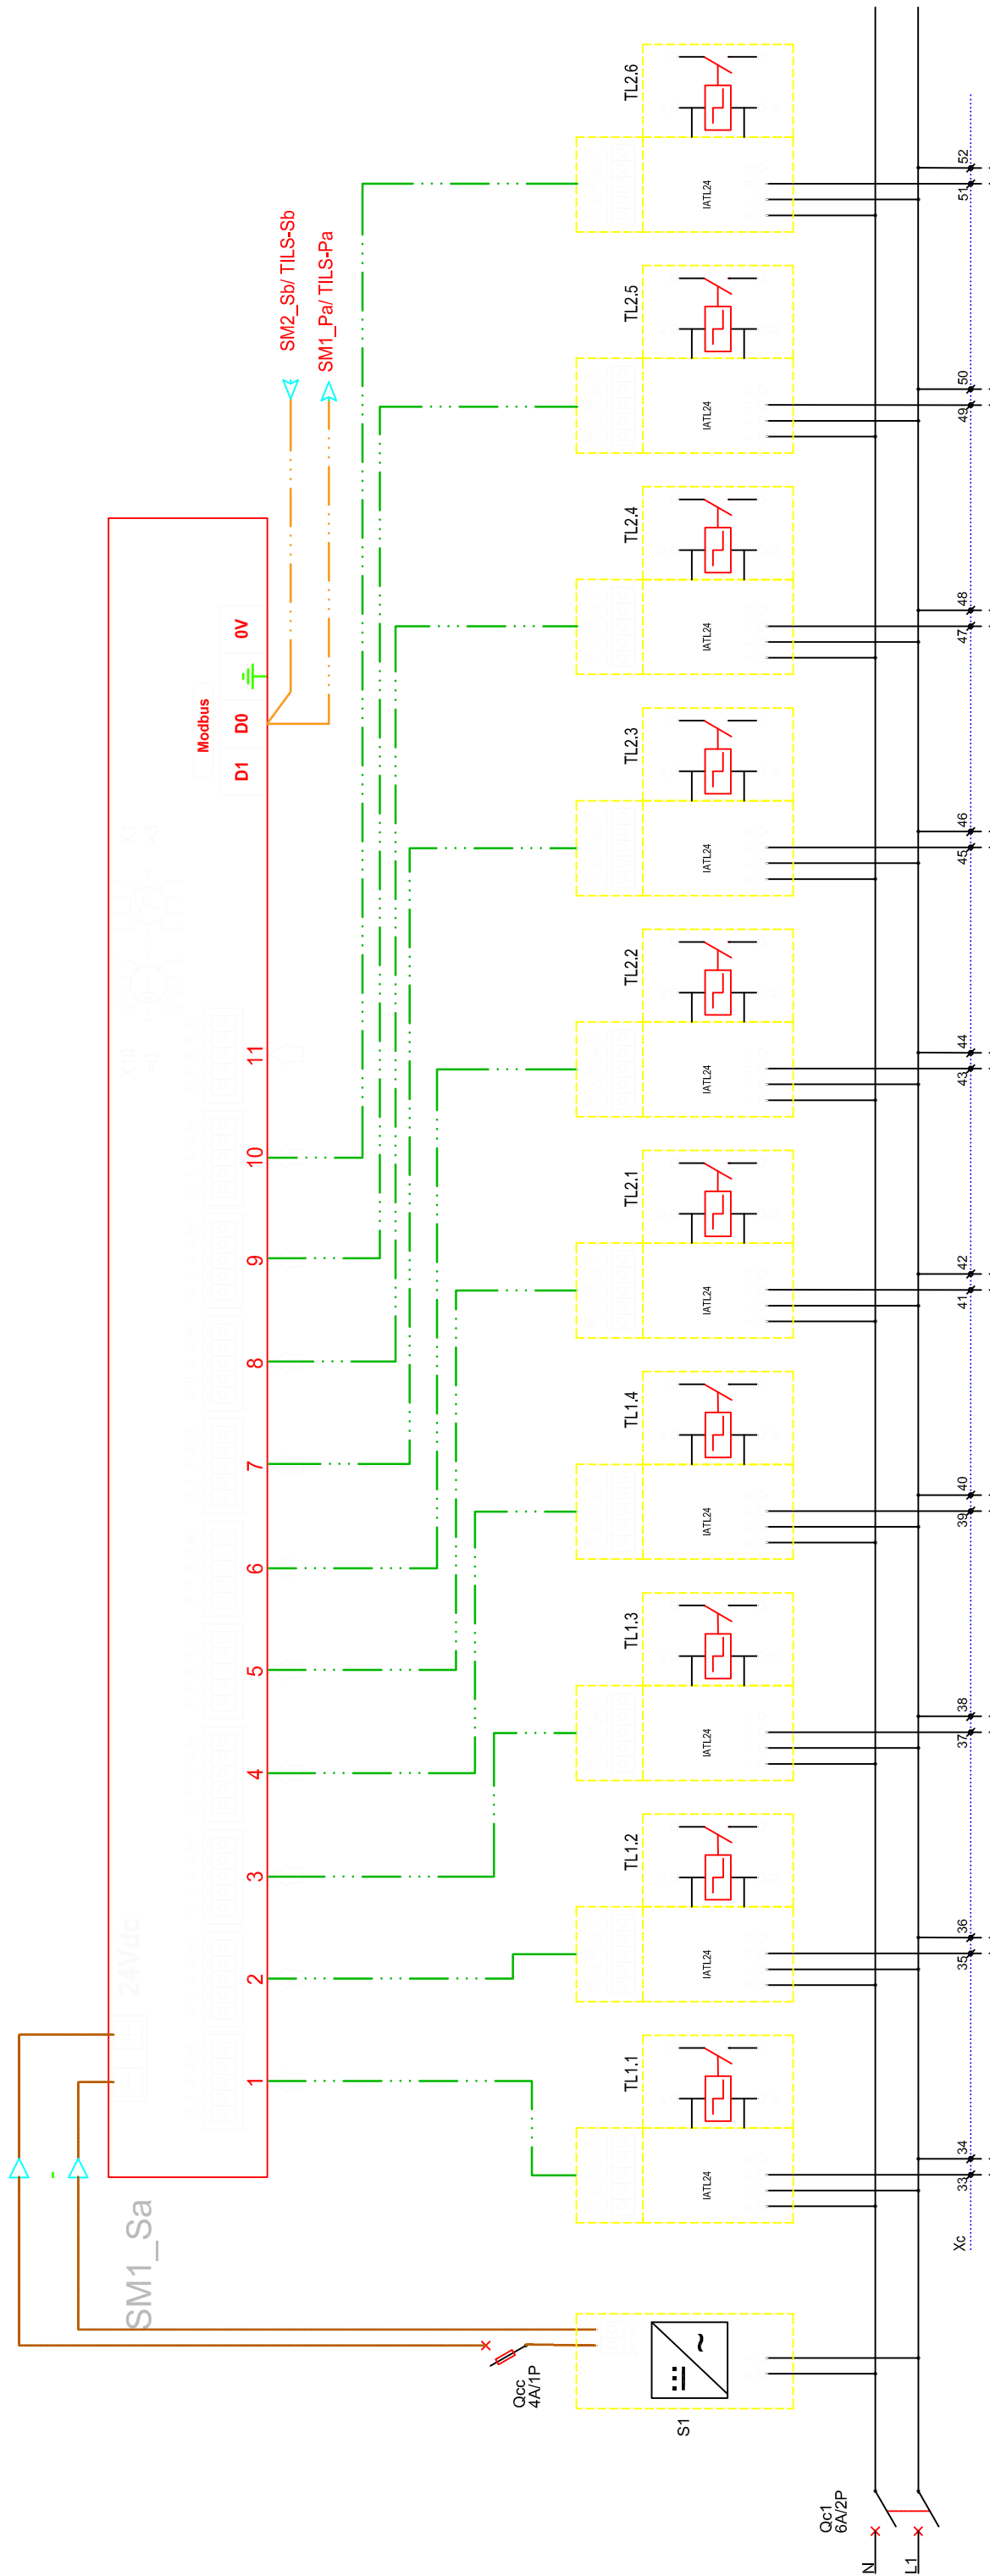 SM1_Sa
24Vdc
1
2
3
4
5
6
7
8
9
10
11
Modbus
D1
D0
0V
SM2_Sb/ TILS-Sb
SM1_Pa/ TILS-Pa
Qcc
4A/1P
S1
TL1.1
TL1.2
TL1.3
TL1.4
TL2.1
TL2.2
TL2.3
TL2.4
TL2.5
TL2.6
IATL24
IATL24
IATL24
IATL24
IATL24
IATL24
IATL24
IATL24
IATL24
IATL24
Qc1
6A/2P
N
L1
Xc
33
34
35
36
37
38
39
40
41
42
43
44
45
46
47
48
49
50
51
52